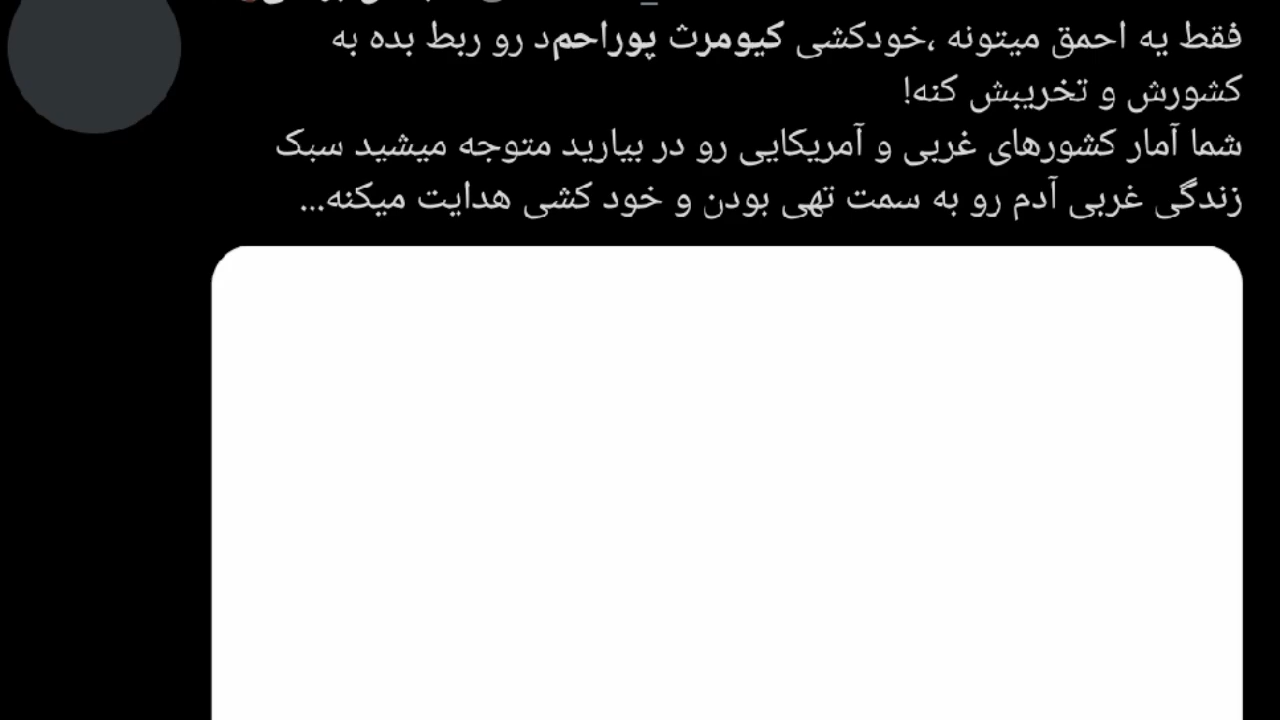 فقط یه احمق میتونه ،خودکشی کیومرث پوراحمد رو ربط بده به
کشورش و تخریبش کنه!
شما آمار کشورهای غربی و آمریکایی رو در بیارید متوجه میشید سبک
زندگی غربی آدم رو به سمت تهی بودن و خود کشی هدایت میکنه...